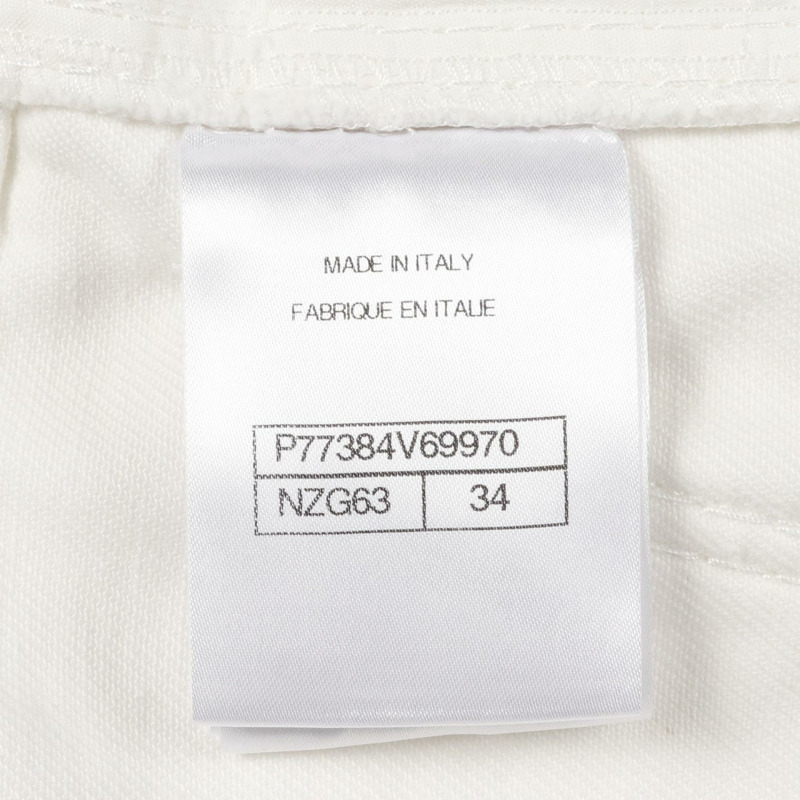 MADE IN ITALY
FABRIQUE EN ITALIE
P77384V69970
NZG63 34